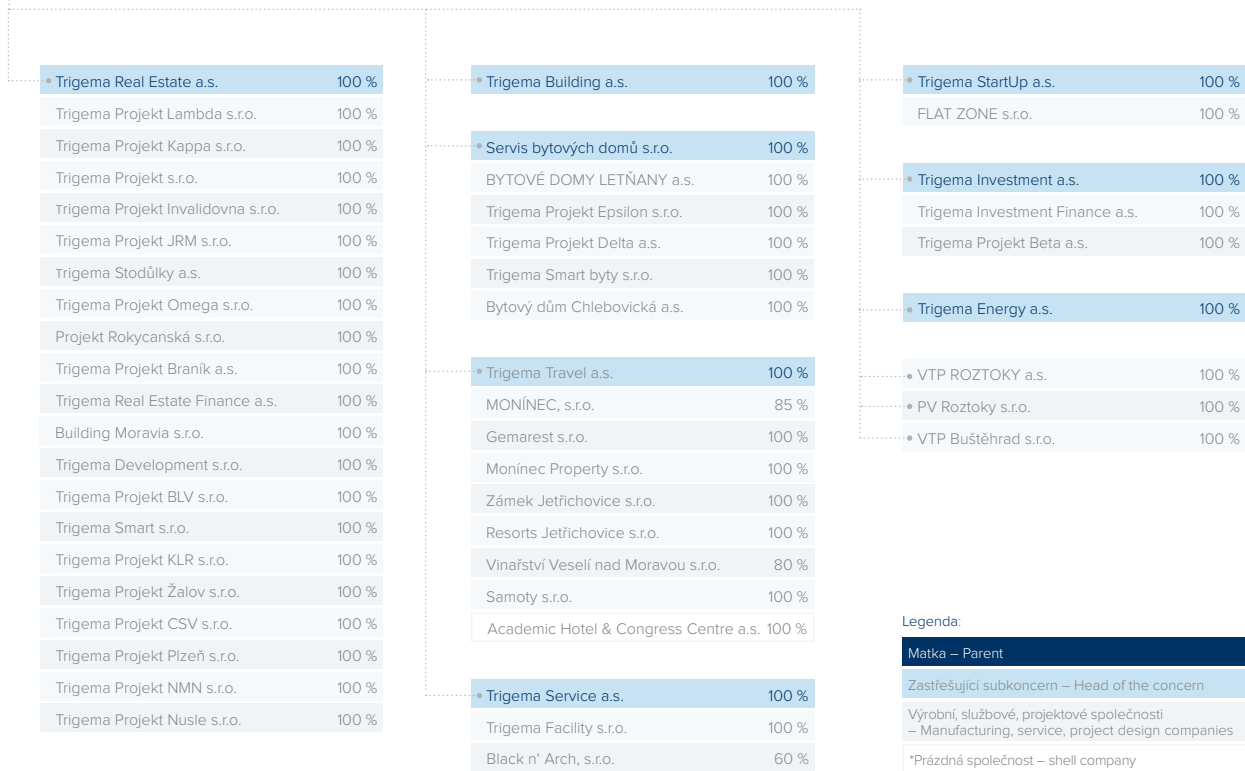 Trigema Real Estate a.s. 100 %
Trigema Projekt Lambda s.r.o. 100 %
Trigema Projekt Kappa s.r.o. 100 %
Trigema Projekt s.r.o. 100 %
Trigema Projekt Invalidovna s.r.o. 100 %
Trigema Projekt JRM s.r.o. 100 %
Trigema Stodůlky a.s. 100 %
Trigema Projekt Omega s.r.o. 100 %
Projekt Rokycanská s.r.o. 100 %
Trigema Projekt Braník a.s. 100 %
Trigema Real Estate Finance a.s. 100 %
Building Moravia s.r.o. 100 %
Trigema Development s.r.o. 100 %
Trigema Projekt BLV s.r.o. 100 %
Trigema Smart s.r.o. 100 %
Trigema Projekt KLR s.r.o. 100 %
Trigema Projekt Žalov s.r.o. 100 %
Trigema Projekt CSV s.r.o. 100 %
Trigema Projekt Plzeň s.r.o. 100 %
Trigema Projekt NMN s.r.o. 100 %
Trigema Projekt Nusle s.r.o. 100 %
Trigema Building a.s. 100 %
Servis bytových domů s.r.o. 100 %
BYTOVÉ DOMY LETŇANY a.s. 100 %
Trigema Projekt Epsilon s.r.o. 100 %
Trigema Projekt Delta a.s. 100 %
Trigema Smart byty s.r.o. 100 %
Bytový dům Chlebovická a.s. 100 %
Trigema Travel a.s. 100 %
MONÍNEC, s.r.o. 85 %
Gemarest s.r.o. 100 %
Monínec Property s.r.o. 100 %
Zámek Jetřichovice s.r.o. 100 %
Resorts Jetřichovice s.r.o. 100 %
Vinařství Veselí nad Moravou s.r.o. 80 %
Samoty s.r.o. 100 %
Academic Hotel & Congress Centre a.s. 100 %
Trigema Service a.s. 100 %
Trigema Facility s.r.o. 100 %
Black n‘ Arch, s.r.o. 60 %
Trigema StartUp a.s. 100 %
FLAT ZONE s.r.o. 100 %
Trigema Investment a.s. 100 %
Trigema Investment Finance a.s. 100 %
Trigema Projekt Beta a.s. 100 %
Trigema Energy a.s. 100 %
VTP ROZTOKY a.s. 100 %
PV Roztoky s.r.o. 100 %
VTP Buštěhrad s.r.o. 100 %
Legenda:
Matka – Parent
Zastřešující subkoncern – Head of the concern
Výrobní, službové, projektové společnosti
– Manufacturing, service, project design companies
*Prázdná společnost – shell company